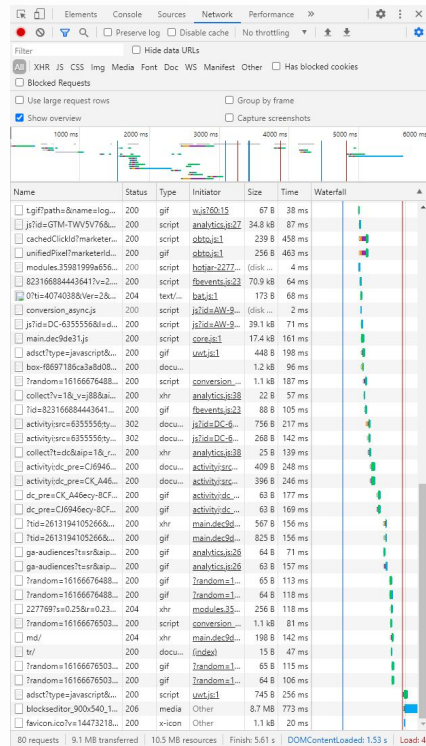 Elements Console Sources Network Performance »
Preserve log Disable cache No throttling
Filter Hide data URLs
All XHR JS CSS Img Media Font Doc WS Manifest Other Has blocked cookies
Blocked Requests
Use large request rows Group by frame
Show overview Capture screenshots
1000 ms 2000 ms 3000 ms 4000 ms 5000 ms 6000 ms
Name Status Type Initiator Size Time Waterfall
t.gif?path=&name=log... 200 gif w.js?60:15 67 B 38 ms
js?id=GTM-TWV5V76&... 200 script analytics.js:27 34.8 kB 87 ms
cachedClickId?marketer... 200 script obtp.js:1 239 B 458 ms
unifiedPixel?marketerId... 200 gif obtp.js:1 256 B 463 ms
modules.35981999a656... 200 script hotjar-2277... (disk ... 4 ms
823166884443641?v=2.... 200 script fbevents.js:23 70.9 kB 64 ms
0?ti=4074038&Ver=2&... 204 text/... bat.js:1 173 B 68 ms
conversion_async.js 200 script js?id=AW-9... (disk ... 2 ms
js?id=DC-6355556&l=d... 200 script js?id=AW-9... 39.1 kB 71 ms
main.dec9de31.js 200 script core.js:1 17.4 kB 161 ms
adsct?type=javascript&... 200 gif uwt.js:1 448 B 198 ms
box-f8697186ca3a8d08... 200 docu... 1.2 kB 96 ms
?random=16166676488... 200 script conversion_... 1.1 kB 187 ms
collect?v=1&_v=j88&ai... 200 xhr analytics.js:38 22 B 57 ms
?id=823166884443641... 200 gif fbevents.js:23 88 B 105 ms
activityi;src=6355556;ty... 302 docu... js?id=DC-6... 756 B 217 ms
activityi;src=6355556;ty... 302 docu... js?id=DC-6... 268 B 142 ms
collect?t=dc&aip=1&_r... 200 xhr analytics.js:38 25 B 139 ms
activityi;dc_pre=CJ6946... 200 docu... activityi;src... 409 B 248 ms
activityi;dc_pre=CK_A46... 200 docu... activityi;src... 396 B 246 ms
dc_pre=CK_A46ecy-8CF... 200 gif activityi;dc_... 63 B 177 ms
dc_pre=CJ6946ecy-8CF... 200 gif activityi;dc_... 63 B 169 ms
?tid=2613194105266&... 200 xhr main.dec9d... 567 B 156 ms
?tid=2613194105266&... 200 xhr main.dec9d... 825 B 156 ms
ga-audiences?t=sr&aip... 200 gif analytics.js:26 64 B 71 ms
ga-audiences?t=sr&aip... 200 gif analytics.js:26 63 B 157 ms
?random=16166676488... 200 gif ?random=1... 65 B 113 ms
?random=16166676488... 200 gif ?random=1... 64 B 118 ms
227769?s=0.25&r=0.23... 204 xhr modules.35... 256 B 118 ms
?random=16166676503... 200 script conversion_... 1.1 kB 81 ms
md/ 204 xhr main.dec9d... 198 B 142 ms
tr/ 200 docu... (index) 15 B 47 ms
?random=16166676503... 200 gif ?random=1... 65 B 115 ms
?random=16166676503... 200 gif ?random=1... 64 B 106 ms
adsct?type=javascript&... 200 script uwt.js:1 745 B 256 ms
blockseditor_900x540_1... 206 media Other 8.7 MB 773 ms
favicon.ico?v=14473218... 200 x-icon Other 1.1 kB 20 ms
80 requests 9.1 MB transferred 10.5 MB resources Finish: 5.61 s DOMContentLoaded: 1.53 s Load: 4